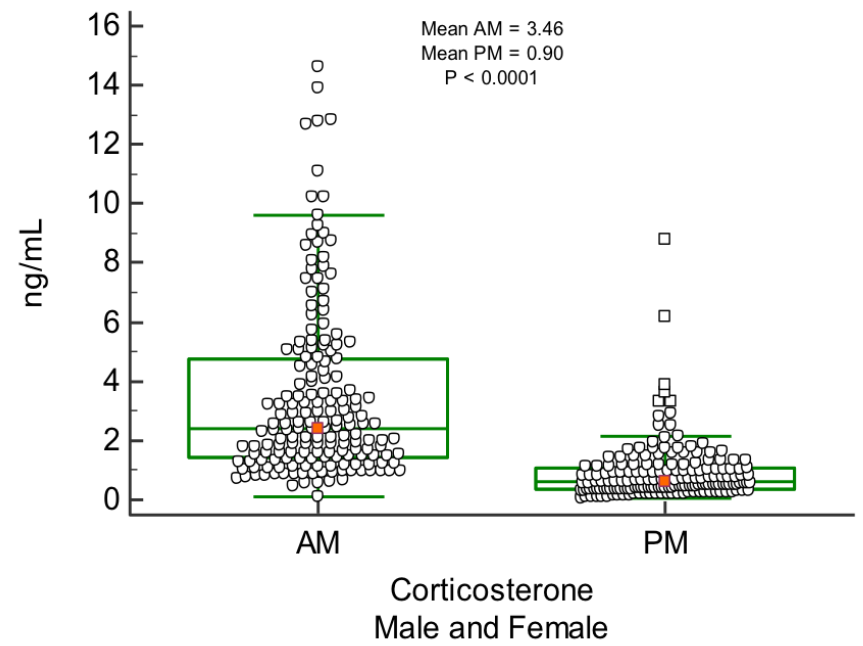 Mean AM = 3.46
Mean PM = 0.90
P < 0.0001
16
14
12
10
8
6
4
2
0
ng/mL
AM PM
Corticosterone
Male and Female